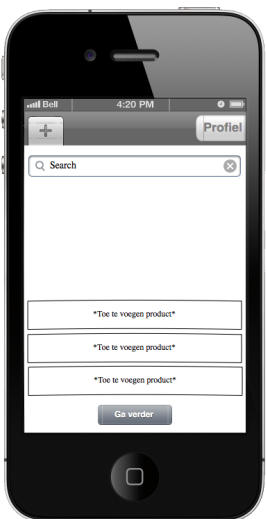 Bell 4:20 PM
+ Profiel
Search
*Toe te voegen product*
*Toe te voegen product*
*Toe te voegen product*
Ga verder